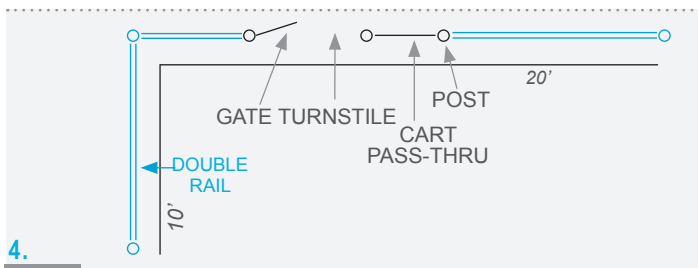 20’
POST
GATE TURNSTILE
CART
PASS-THRU
DOUBLE
RAIL
10’
4.